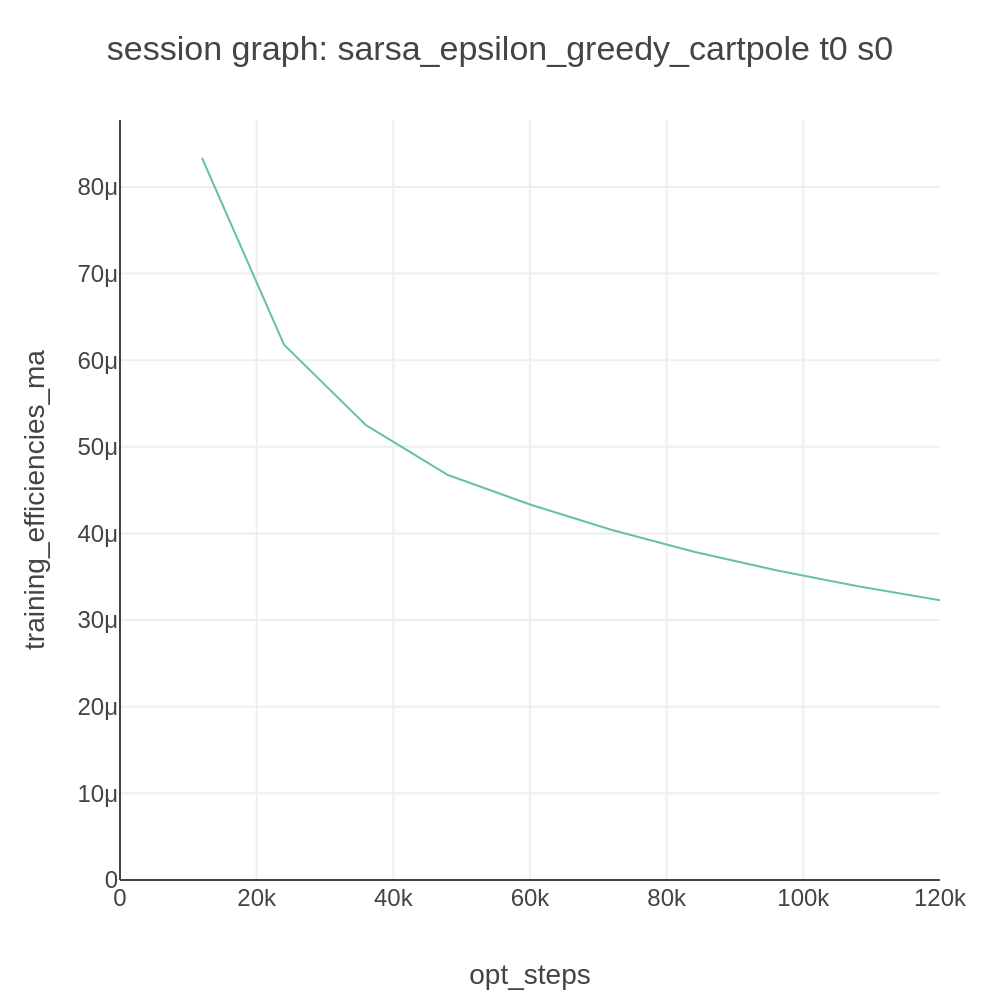 session graph: sarsa_epsilon_greedy_cartpole t0 s0
80μ
70μ
60μ
50μ
40μ
30μ
20μ
10μ
0
training_efficiencies_ma
0 20k 40k 60k 80k 100k 120k
opt_steps